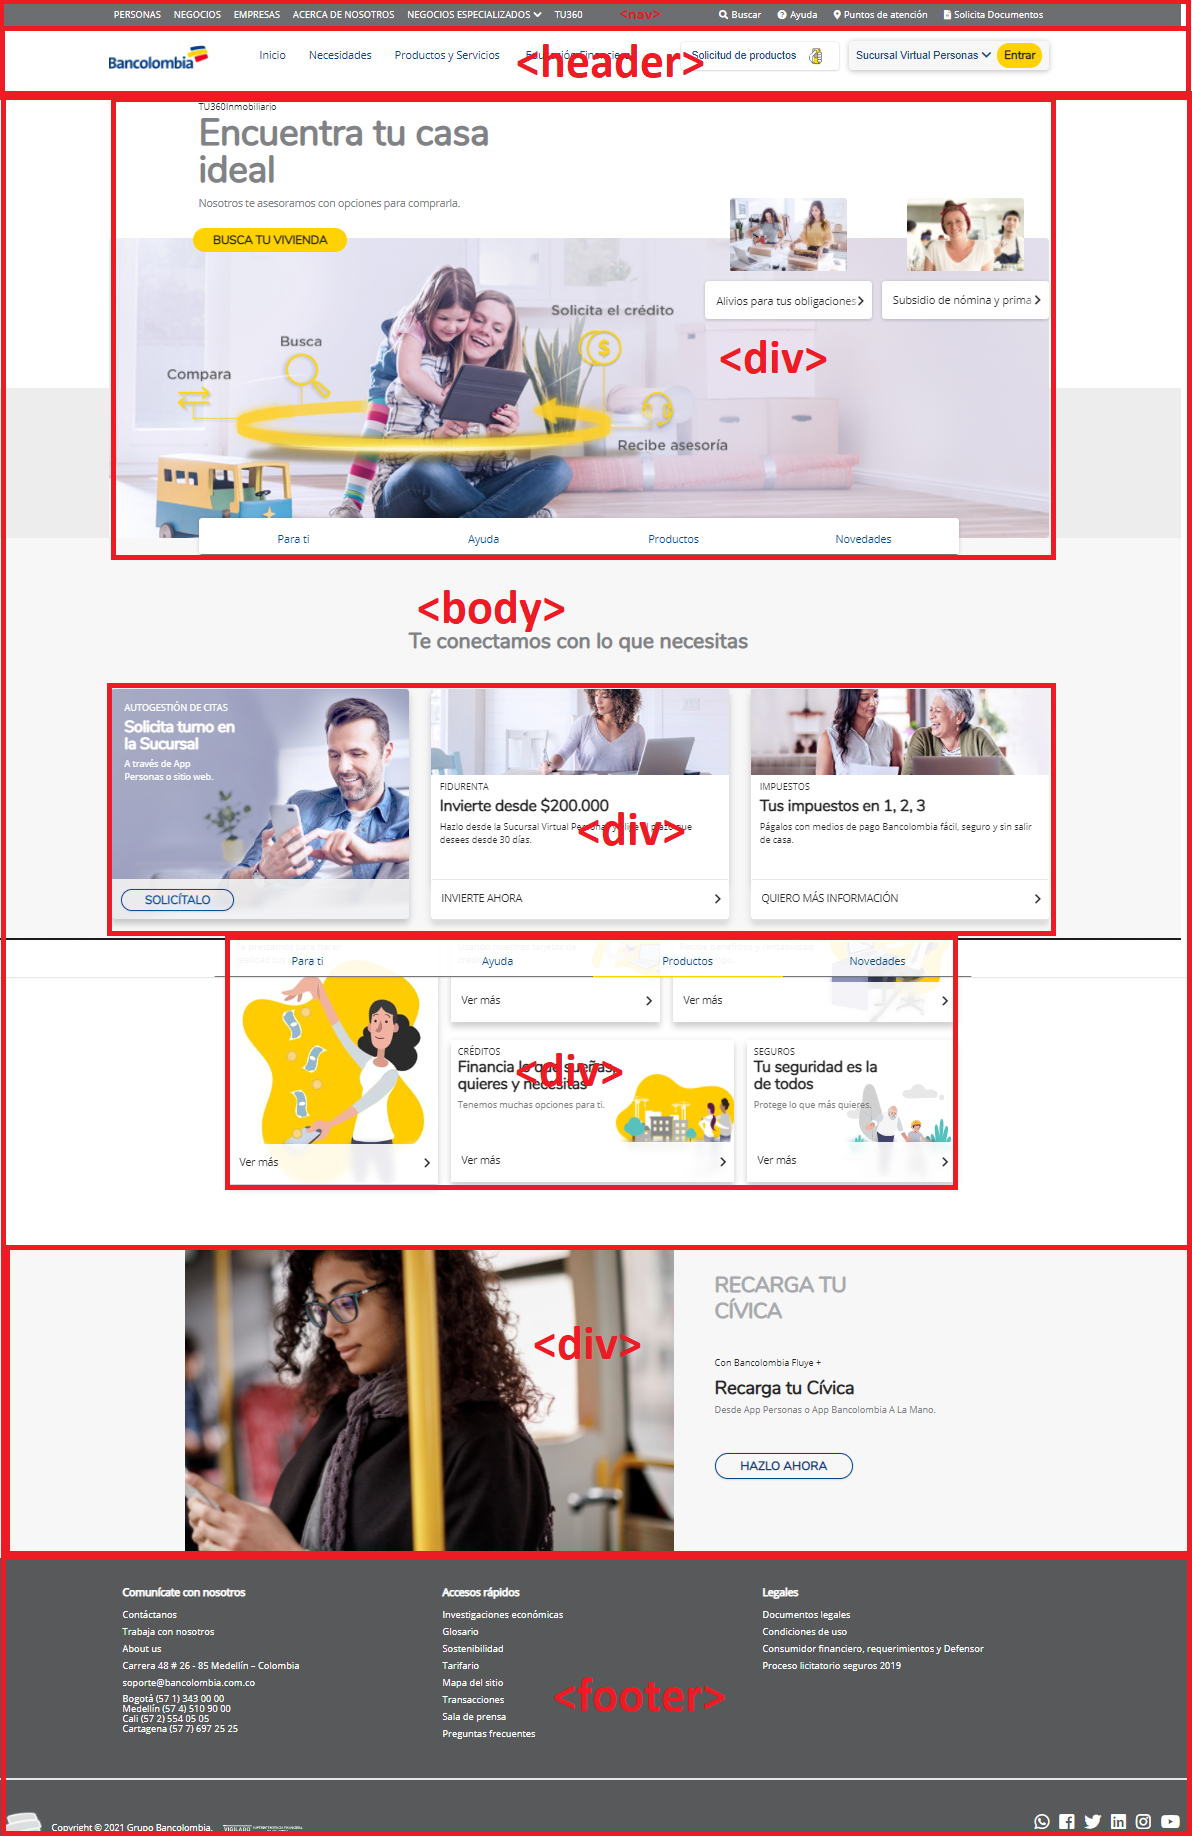 PERSONAS NEGOCIOS EMPRESAS ACERCA DE NOSOTROS NEGOCIOS ESPECIALIZADOS TU360 <nav> Buscar Ayuda Puntos de atención Solicita Documentos
Bancolombia Inicio Necesidades Productos y Servicios Educación Financiera <header> Solicitud de productos Sucursal Virtual Personas Entrar
TU360Inmobiliario
Encuentra tu casa
ideal
Nosotros te asesoramos con opciones para comprarla.
BUSCA TU VIVIENDA
Alivios para tus obligaciones Subsidio de nómina y prima
Solicita el crédito
Busca
<div>
Compara
Recibe asesoría
Para ti Ayuda Productos Novedades
<body>
Te conectamos con lo que necesitas
AUTOGESTIÓN DE CITAS
Solicita turno en
la Sucursal
A través de App
Personas o sitio web.
SOLICÍTALO
FIDURENTA
Invierte desde $200.000
Hazlo desde la Sucursal Virtual Personas y elige el plazo que
desees desde 30 días.
<div>
INVIERTE AHORA
IMPUESTOS
Tus impuestos en 1, 2, 3
Págalos con medios de pago Bancolombia fácil, seguro y sin salir
de casa.
QUIERO MÁS INFORMACIÓN
Para ti Ayuda Productos Novedades
Ver más Ver más
CRÉDITOS
Financia lo que sueñas,
quieres y necesitas
Tenemos muchas opciones para ti.
<div>
SEGUROS
Tu seguridad es la
de todos
Protege lo que más quieres.
Ver más Ver más Ver más
<div>
RECARGA TU
CÍVICA
Con Bancolombia Fluye +
Recarga tu Cívica
Desde App Personas o App Bancolombia A La Mano.
HAZLO AHORA
Comunícate con nosotros
Contáctanos
Trabaja con nosotros
About us
Carrera 48 # 26 - 85 Medellín – Colombia
soporte@bancolombia.com.co
Bogotá (57 1) 343 00 00
Medellín (57 4) 510 90 00
Cali (57 2) 554 05 05
Cartagena (57 7) 697 25 25
Accesos rápidos
Investigaciones económicas
Glosario
Sostenibilidad
Tarifario
Mapa del sitio
Transacciones
Sala de prensa
Preguntas frecuentes
<footer>
Legales
Documentos legales
Condiciones de uso
Consumidor financiero, requerimientos y Defensor
Proceso licitatorio seguros 2019
Copyright © 2021 Grupo Bancolombia. VIGILADO